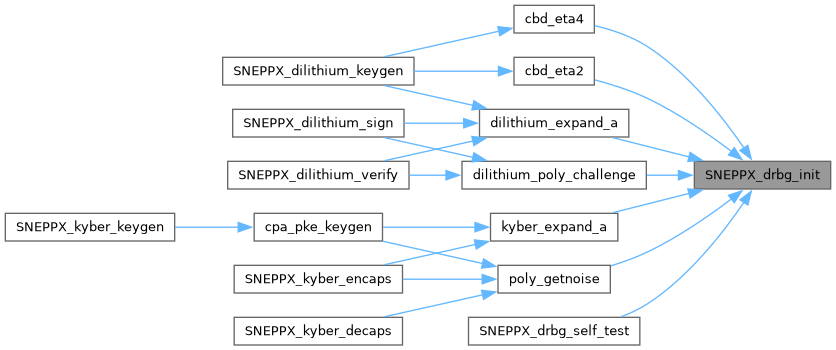 cbd_eta4
SNEPPX_dilithium_keygen
cbd_eta2
SNEPPX_dilithium_sign
dilithium_expand_a
SNEPPX_dilithium_verify
dilithium_poly_challenge
SNEPPX_drbg_init
SNEPPX_kyber_keygen
cpa_pke_keygen
kyber_expand_a
SNEPPX_kyber_encaps
poly_getnoise
SNEPPX_kyber_decaps
SNEPPX_drbg_self_test